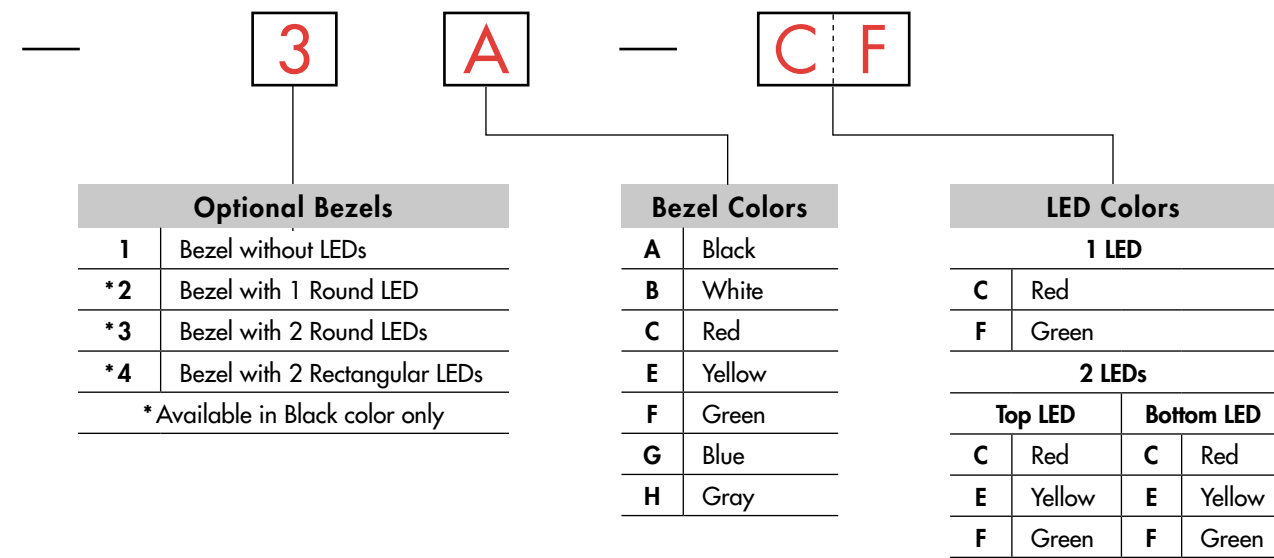 — 3 A — C F
Optional Bezels
1 Bezel without LEDs
*2 Bezel with 1 Round LED
*3 Bezel with 2 Round LEDs
*4 Bezel with 2 Rectangular LEDs
*Available in Black color only
Bezel Colors
A Black
B White
C Red
E Yellow
F Green
G Blue
H Gray
LED Colors
1 LED
C Red
F Green
2 LEDs
Top LED Bottom LED
C Red C Red
E Yellow E Yellow
F Green F Green